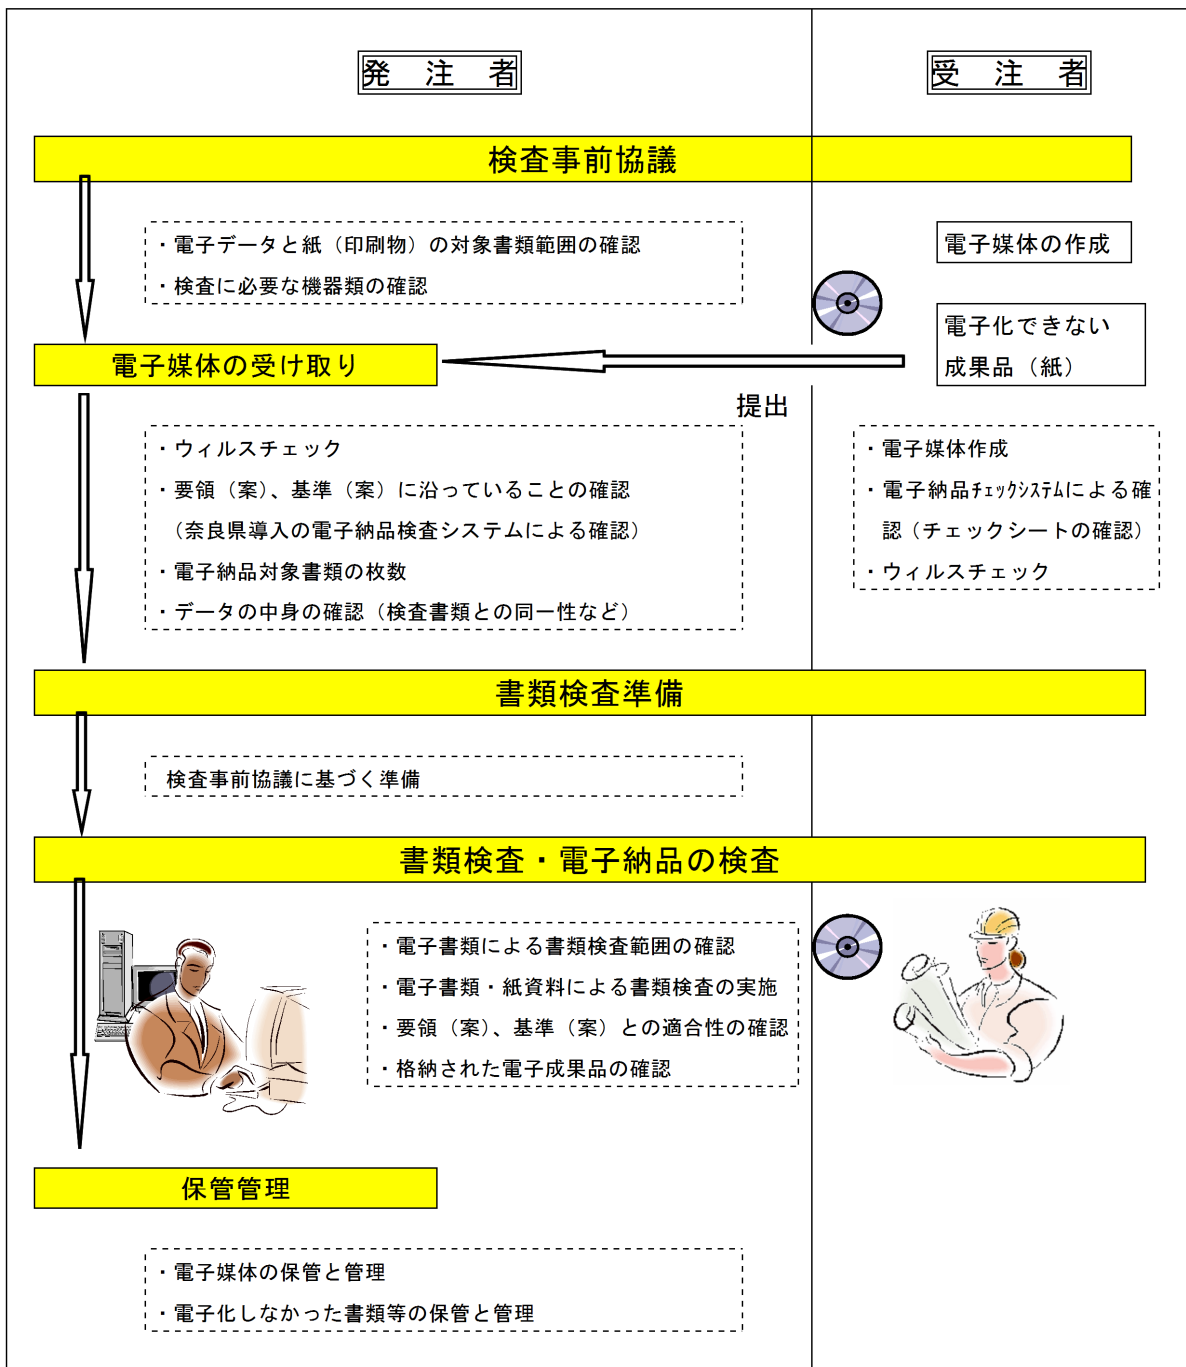 発　注　者
受　注　者
検査事前協議
・電子データと紙（印刷物）の対象書類範囲の確認
・検査に必要な機器類の確認
電子媒体の作成
電子化できない
成果品（紙）
電子媒体の受け取り
提出
・ウィルスチェック
・要領（案）、基準（案）に沿っていることの確認
（奈良県導入の電子納品検査システムによる確認）
・電子納品対象書類の枚数
・データの中身の確認（検査書類との同一性など）
・電子媒体作成
・電子納品ﾁｪｯｸｼｽﾃﾑによる確
認（チェックシートの確認）
・ウィルスチェック
書類検査準備
検査事前協議に基づく準備
書類検査・電子納品の検査
・電子書類による書類検査範囲の確認
・電子書類・紙資料による書類検査の実施
・要領（案）、基準（案）との適合性の確認
・格納された電子成果品の確認
保管管理
・電子媒体の保管と管理
・電子化しなかった書類等の保管と管理